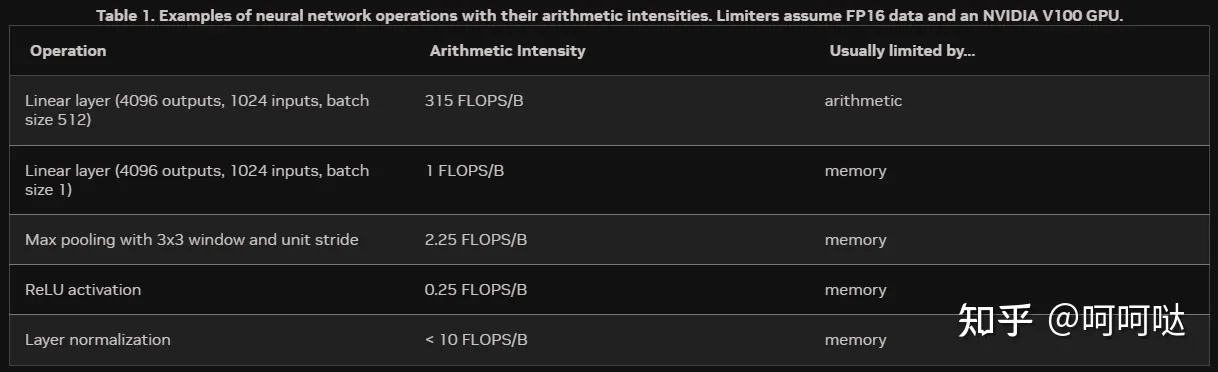 Table 1. Examples of neural network operations with their arithmetic intensities. Limiters assume FP16 data and an NVIDIA V100 GPU.
Operation Arithmetic Intensity Usually limited by...
Linear layer (4096 outputs, 1024 inputs, batch size 512) 315 FLOPS/B arithmetic
Linear layer (4096 outputs, 1024 inputs, batch size 1) 1 FLOPS/B memory
Max pooling with 3x3 window and unit stride 2.25 FLOPS/B memory
ReLU activation 0.25 FLOPS/B memory
Layer normalization < 10 FLOPS/B memory
知乎 @呵呵哒